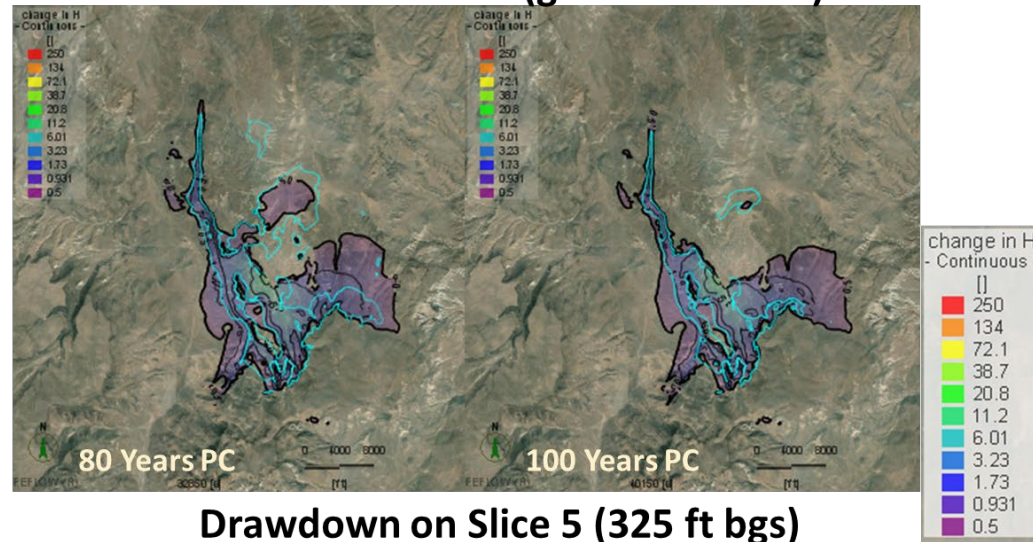 change in H
- Continuous -
[]
250
134
72.1
38.7
20.8
11.2
6.01
3.23
1.73
0.931
0.5
N
80 Years PC
0 4000 8000
FEFLOW (R)
[ft]
change in H
- Continuous -
[]
250
134
72.1
38.7
20.8
11.2
6.01
3.23
1.73
0.931
0.5
N
100 Years PC
0 4000 8000
FEFLOW (R)
40150 [d]
[ft]
change in H
- Continuous
[]
250
134
72.1
38.7
20.8
11.2
6.01
3.23
1.73
0.931
0.5
Drawdown on Slice 5 (325 ft bgs)